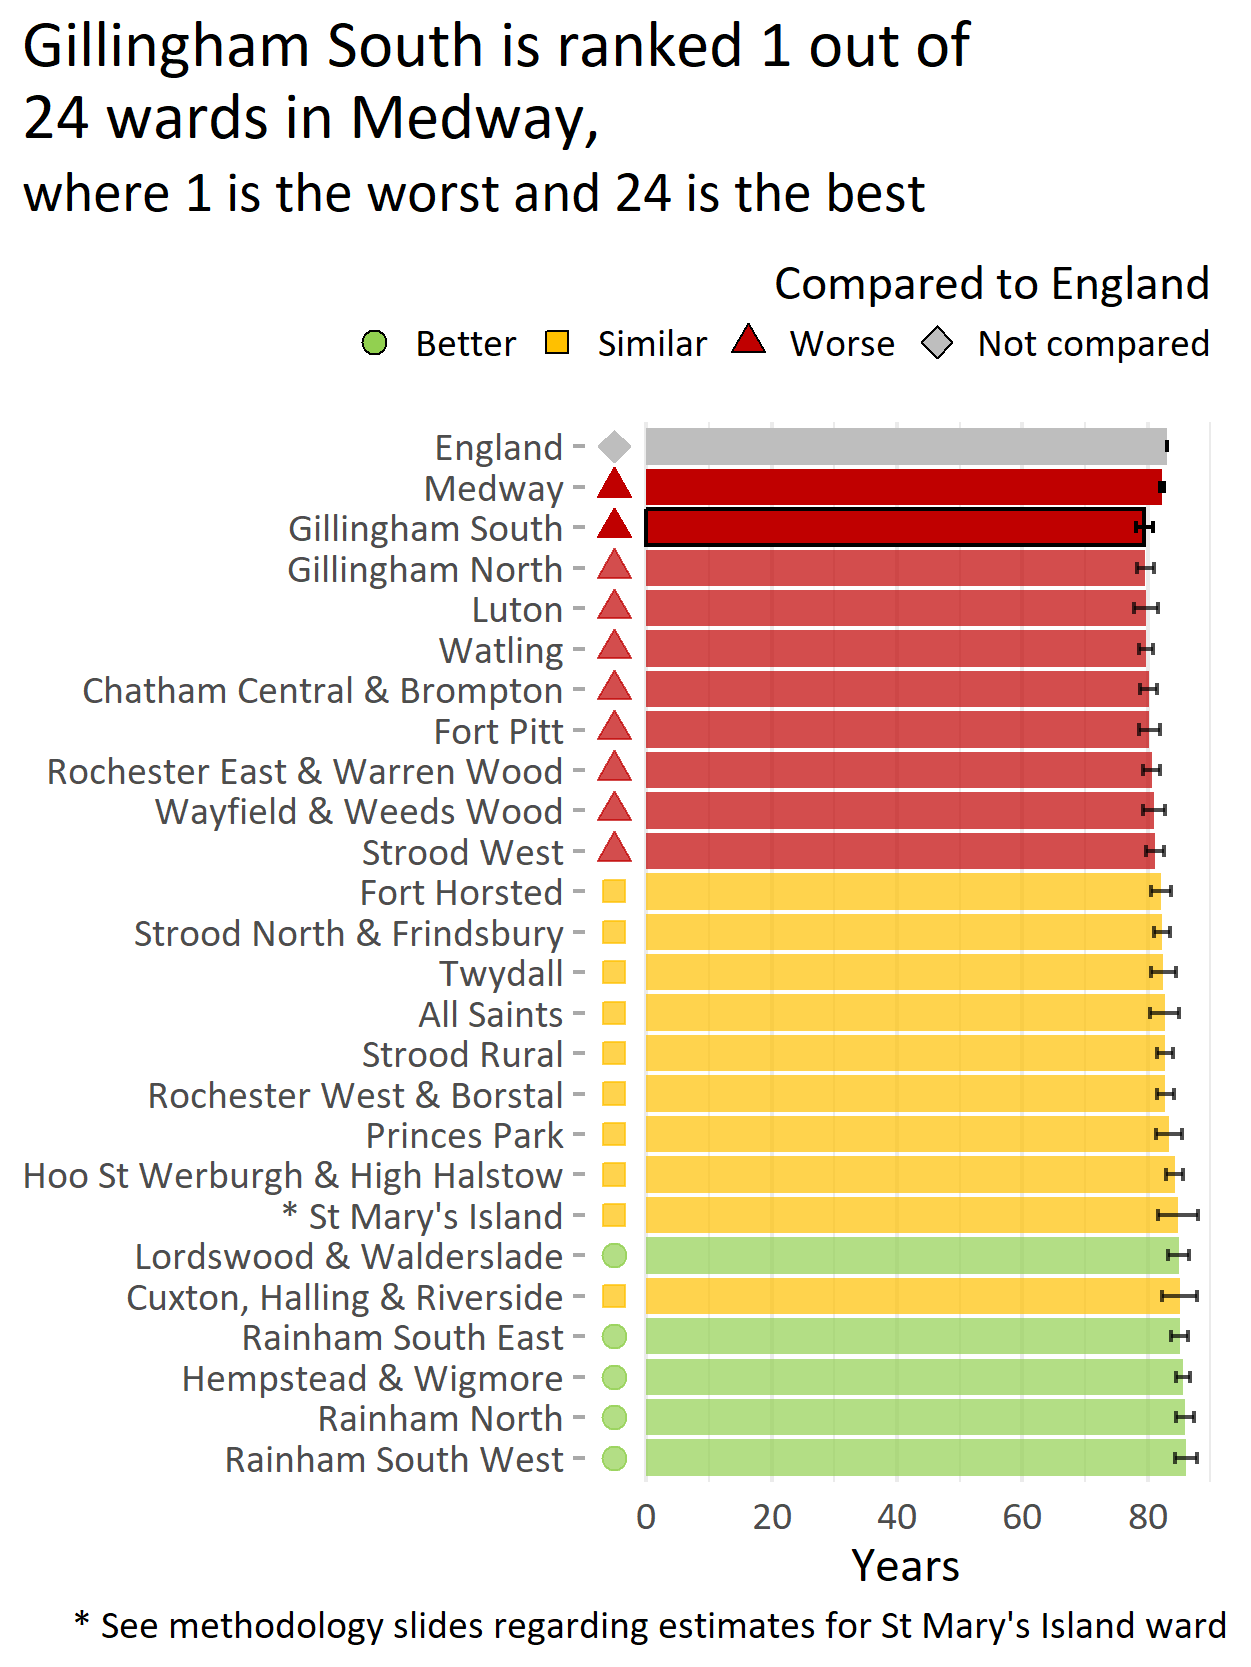 Gillingham South is ranked 1 out of
24 wards in Medway,
where 1 is the worst and 24 is the best
Compared to England
Better Similar Worse Not compared
England
Medway
Gillingham South
Gillingham North
Luton
Watling
Chatham Central & Brompton
Fort Pitt
Rochester East & Warren Wood
Wayfield & Weeds Wood
Strood West
Fort Horsted
Strood North & Frindsbury
Twydall
All Saints
Strood Rural
Rochester West & Borstal
Princes Park
Hoo St Werburgh & High Halstow
* St Mary's Island
Lordswood & Walderslade
Cuxton, Halling & Riverside
Rainham South East
Hempstead & Wigmore
Rainham North
Rainham South West
0 20 40 60 80
Years
* See methodology slides regarding estimates for St Mary's Island ward